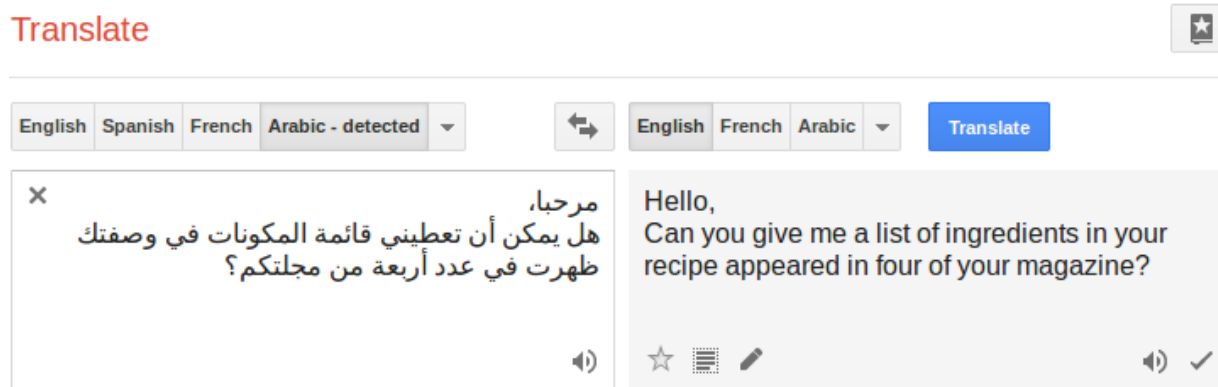 Translate
English Spanish French Arabic - detected
English French Arabic
Translate
مرحبا،
هل يمكن أن تعطيني قائمة المكونات في وصفتك
ظهرت في عدد أربعة من مجلتكم؟
Hello,
Can you give me a list of ingredients in your
recipe appeared in four of your magazine?